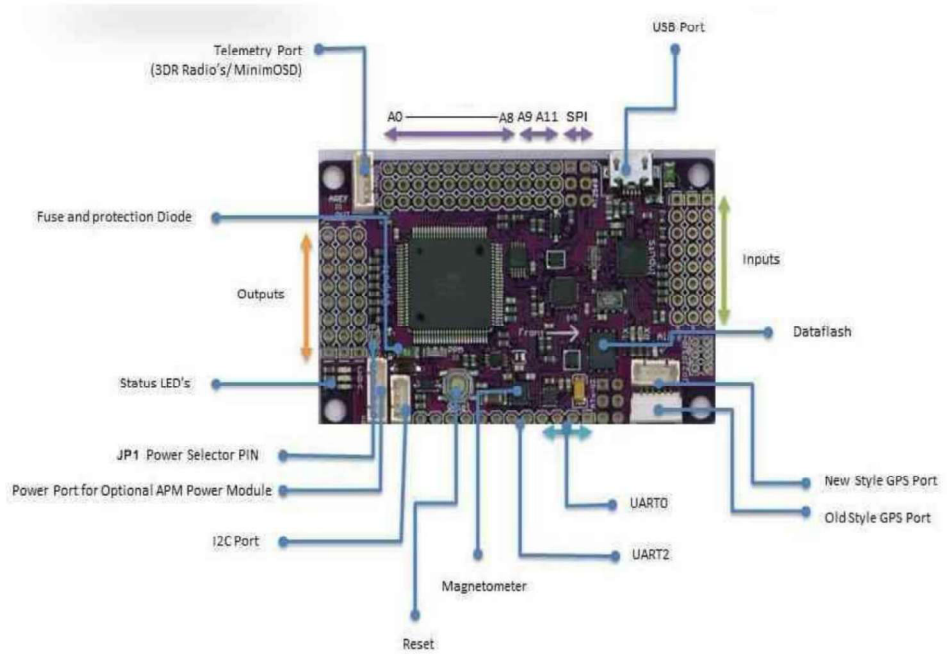 USB Port
Telemetry Port
(3DR Radio's/ MinimOSD)
A0 A8 A9 A11 SPI
Fuse and protection Diode
Inputs
Outputs
front
Dataflash
Status LED's
JP1 Power Selector PIN
Power Port for Optional APM Power Module
New Style GPS Port
UART0
Old Style GPS Port
I2C Port
UART2
Magnetometer
Reset